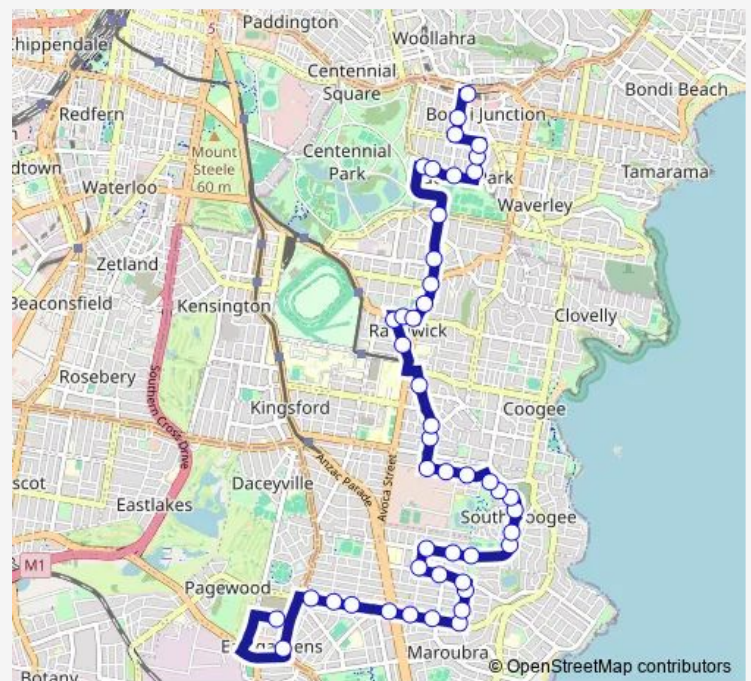 Paddington
5
Woollahra
Chippendale
Centennial
Square
Bondi Beach
Redfern
Junction
Mount
Steele
60 m
Centennial
Park
Waterloo
Tamarama
Waverley
Zetland
Beaconsfield
Kensington
Clovelly
Rosebery
Southern Cross Drive
Kingsford
Coogee
Anzac Parade
Avoca Street
Daceyville
Eastlakes
M1
Pagewood
Maroubra
Botany
© OpenStreetMap contributors